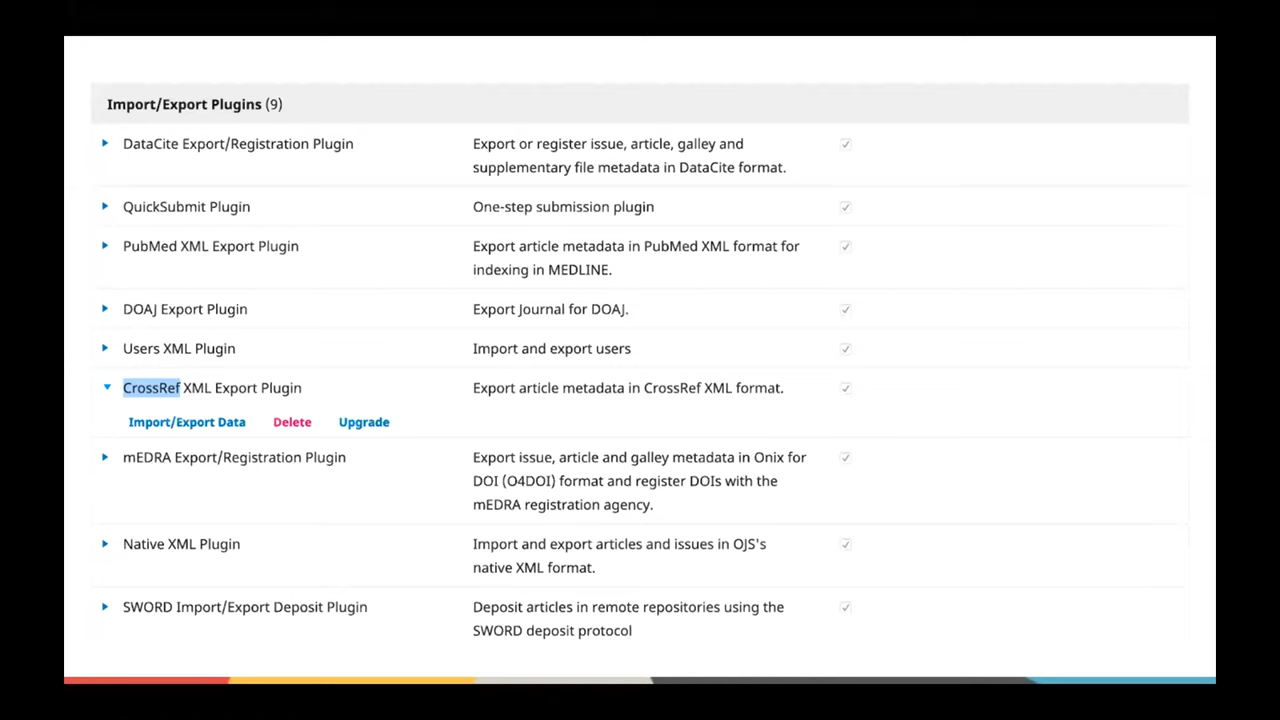 Import/Export Plugins (9)
DataCite Export/Registration Plugin
Export or register issue, article, galley and
supplementary file metadata in DataCite format.
QuickSubmit Plugin
One-step submission plugin
PubMed XML Export Plugin
Export article metadata in PubMed XML format for
indexing in MEDLINE.
DOAJ Export Plugin
Export Journal for DOAJ.
Users XML Plugin
Import and export users
CrossRef XML Export Plugin
Export article metadata in CrossRef XML format.
Import/Export Data Delete Upgrade
mEDRA Export/Registration Plugin
Export issue, article and galley metadata in Onix for
DOI (O4DOI) format and register DOIs with the
mEDRA registration agency.
Native XML Plugin
Import and export articles and issues in OJS's
native XML format.
SWORD Import/Export Deposit Plugin
Deposit articles in remote repositories using the
SWORD deposit protocol